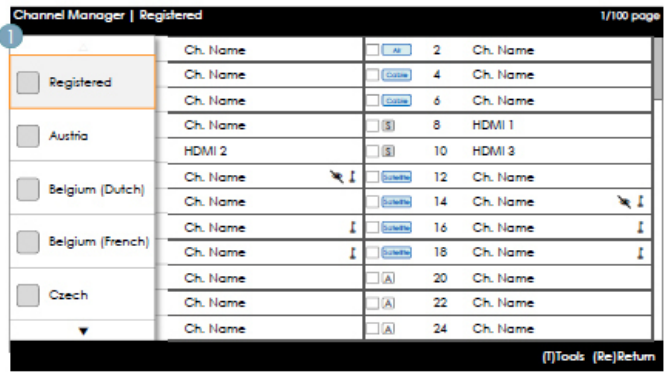 Channel Manager | Registered 1/100 page
1
Registered
Austria
Belgium (Dutch)
Belgium (French)
Czech
Ch. Name All 2 Ch. Name
Ch. Name Cable 4 Ch. Name
Ch. Name Cable 6 Ch. Name
Ch. Name S 8 HDMI 1
HDMI 2 S 10 HDMI 3
Ch. Name Satellite 12 Ch. Name
Ch. Name Satellite 14 Ch. Name
Ch. Name Satellite 16 Ch. Name
Ch. Name Satellite 18 Ch. Name
Ch. Name A 20 Ch. Name
Ch. Name A 22 Ch. Name
Ch. Name A 24 Ch. Name
(T)Tools (Re)Return